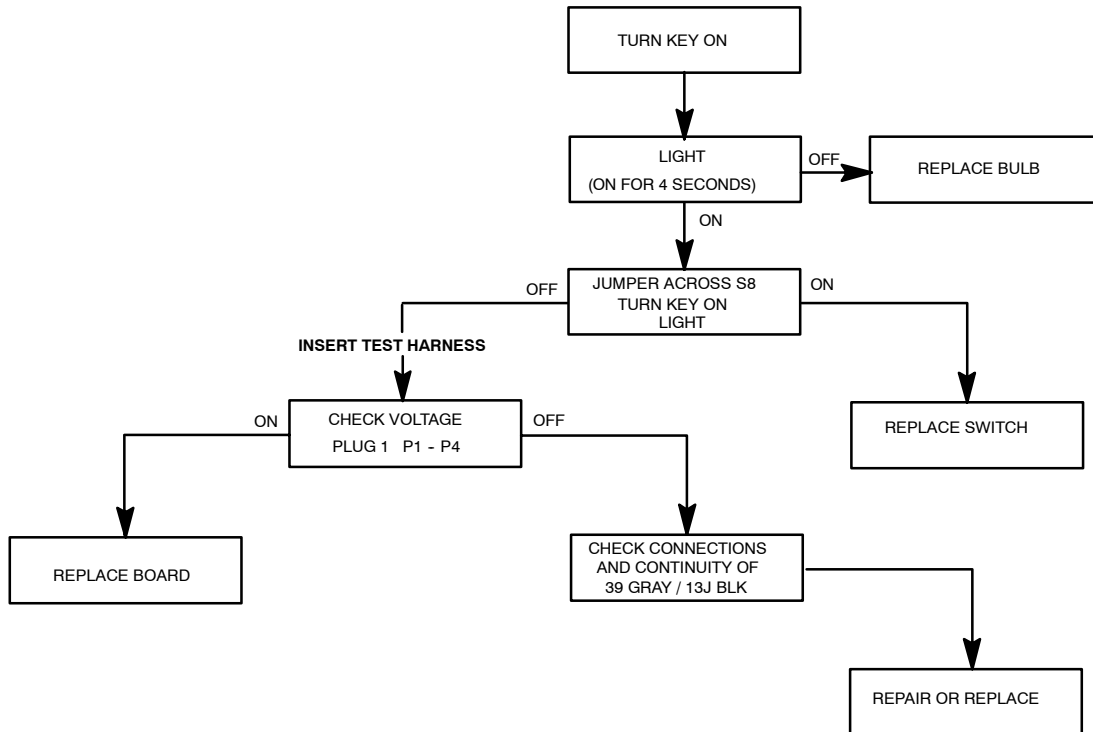 TURN KEY ON
LIGHT
(ON FOR 4 SECONDS)
OFF
REPLACE BULB
ON
OFF
JUMPER ACROSS S8
TURN KEY ON
LIGHT
ON
INSERT TEST HARNESS
ON
CHECK VOLTAGE
PLUG 1 P1 - P4
OFF
REPLACE SWITCH
REPLACE BOARD
CHECK CONNECTIONS
AND CONTINUITY OF
39 GRAY / 13J BLK
REPAIR OR REPLACE